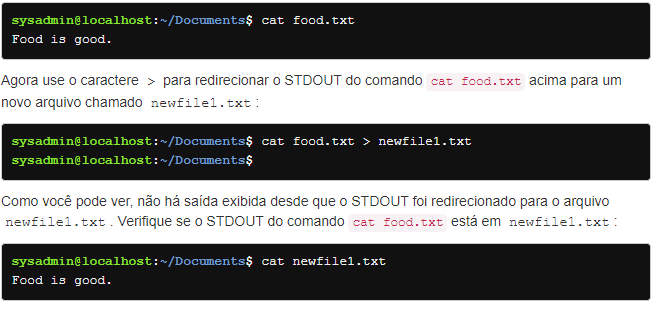 sysadmin@localhost:~/Documents$ cat food.txt
Food is good.
Agora use o caractere > para redirecionar o STDOUT do comando cat food.txt acima para um
novo arquivo chamado newfile1.txt:
sysadmin@localhost:~/Documents$ cat food.txt > newfile1.txt
sysadmin@localhost:~/Documents$
Como você pode ver, não há saída exibida desde que o STDOUT foi redirecionado para o arquivo
newfile1.txt. Verifique se o STDOUT do comando cat food.txt está em newfile1.txt:
sysadmin@localhost:~/Documents$ cat newfile1.txt
Food is good.